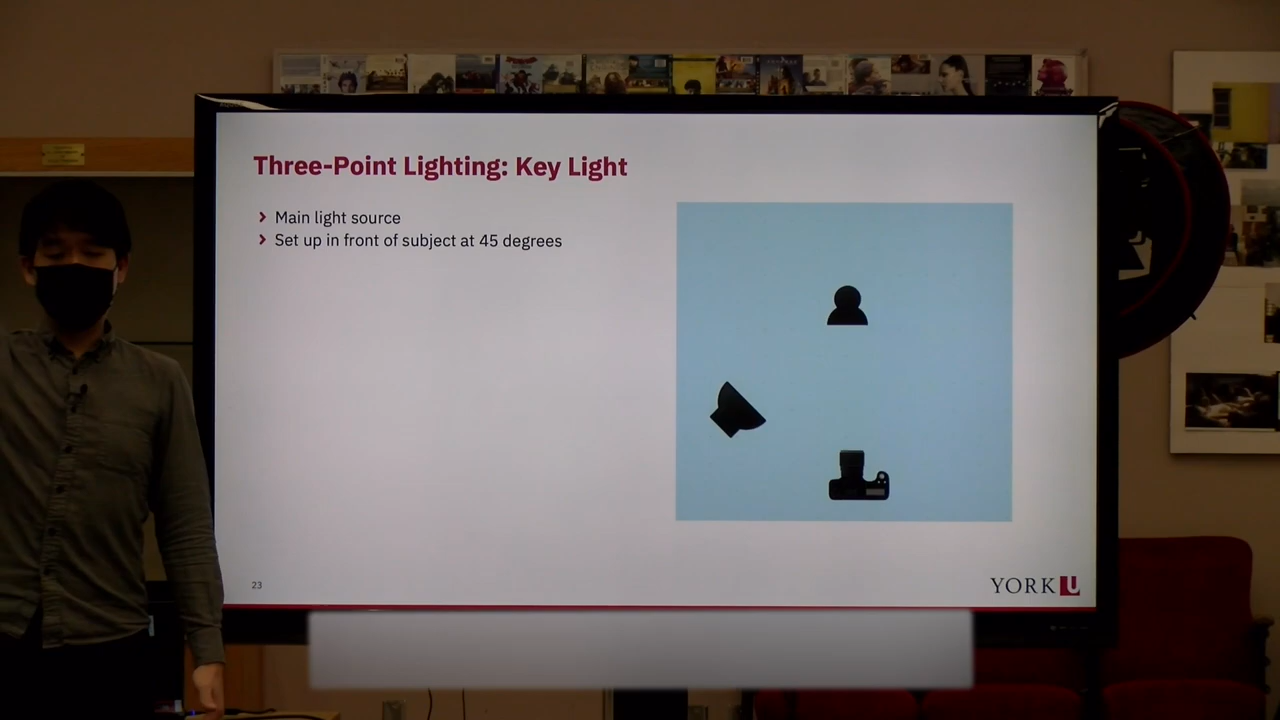 Three-Point Lighting: Key Light
Main light source
Set up in front of subject at 45 degrees
23
YORK U